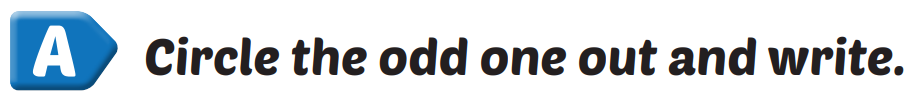 A Circle the odd one out and write.